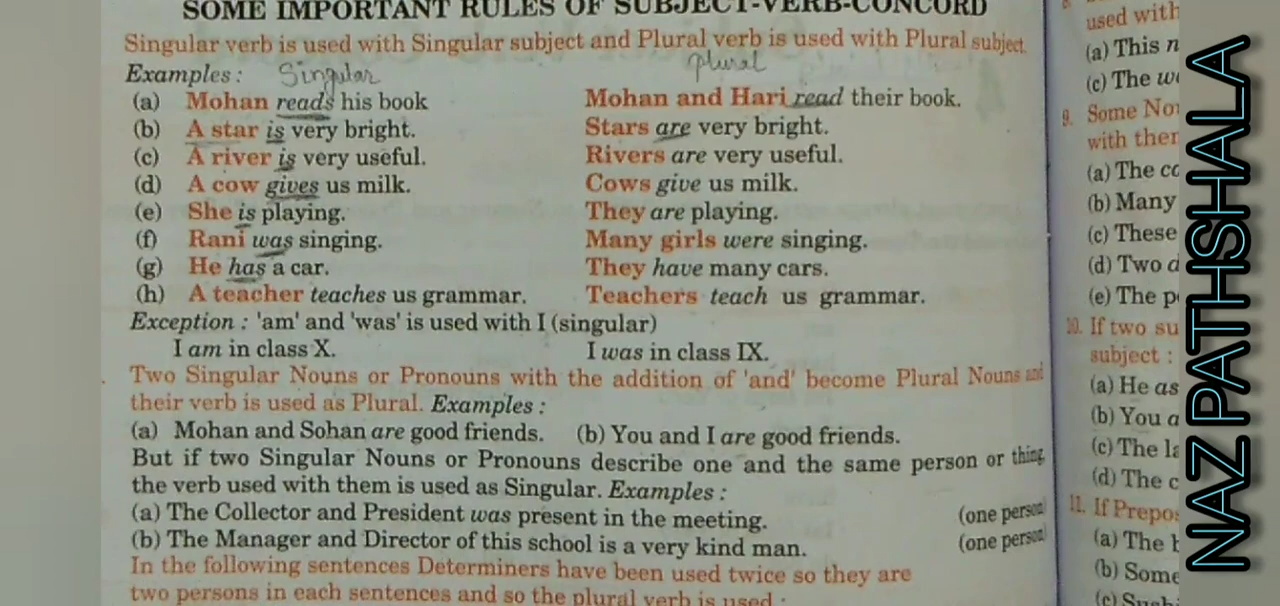 SOME IMPORTANT RULES OF SUBJECT-VERB-CONCORD
Singular verb is used with Singular subject and Plural verb is used with Plural subject.
Examples : Singular plural
(a) Mohan reads his book Mohan and Hari read their book.
(b) A star is very bright. Stars are very bright.
(c) A river is very useful. Rivers are very useful.
(d) A cow gives us milk. Cows give us milk.
(e) She is playing. They are playing.
(f) Rani was singing. Many girls were singing.
(g) He has a car. They have many cars.
(h) A teacher teaches us grammar. Teachers teach us grammar.
Exception : 'am' and 'was' is used with I (singular)
I am in class X. I was in class IX.
Two Singular Nouns or Pronouns with the addition of 'and' become Plural Nouns and
their verb is used as Plural. Examples :
(a) Mohan and Sohan are good friends. (b) You and I are good friends.
But if two Singular Nouns or Pronouns describe one and the same person or thing,
the verb used with them is used as Singular. Examples :
(a) The Collector and President was present in the meeting. (one person)
(b) The Manager and Director of this school is a very kind man. (one person)
In the following sentences Determiners have been used twice so they are
two persons in each sentences and so the plural verb is used :
used with
(a) This
(c) The
9. Some
with
(a) The
(b) Many
(c) These
(d) Two
(e) The
10. If two
subject :
(a) He
(b) You
(c) The
(d) The
11. If
(a) The
(b) Some
(c)
NAZ PATHSHALA